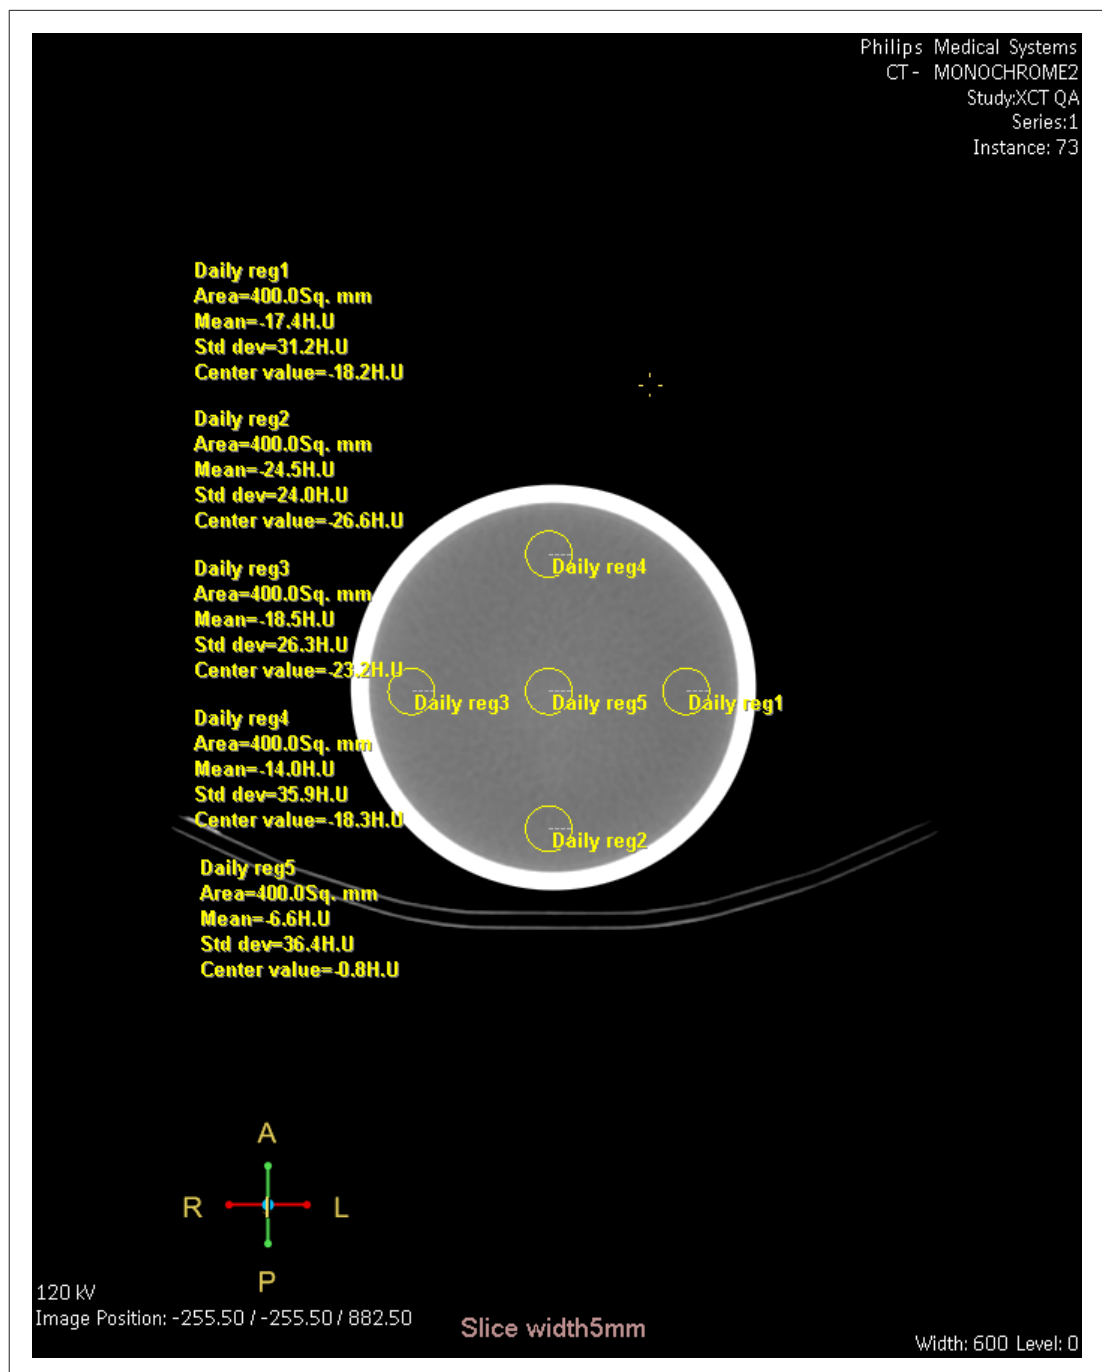 Philips Medical Systems
CT - MONOCHROME2
Study:XCT QA
Series:1
Instance: 73
Daily reg1
Area=400.0Sq. mm
Mean=-17.4H.U
Std dev=31.2H.U
Center value=-18.2H.U
Daily reg2
Area=400.0Sq. mm
Mean=-24.5H.U
Std dev=24.0H.U
Center value=-26.6H.U
Daily reg3
Area=400.0Sq. mm
Mean=-18.5H.U
Std dev=26.3H.U
Center value=-23.2H.U
Daily reg4
Area=400.0Sq. mm
Mean=-14.0H.U
Std dev=35.9H.U
Center value=-18.3H.U
Daily reg5
Area=400.0Sq. mm
Mean=-6.6H.U
Std dev=36.4H.U
Center value=-0.8H.U
Daily reg4
Daily reg3
Daily reg5
Daily reg1
Daily reg2
A
R
I
L
P
120 kV
Image Position: -255.50 / -255.50 / 882.50
Slice width5mm
Width: 600 Level: 0